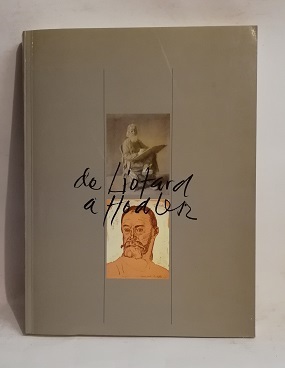 de Liotard
à Hodler